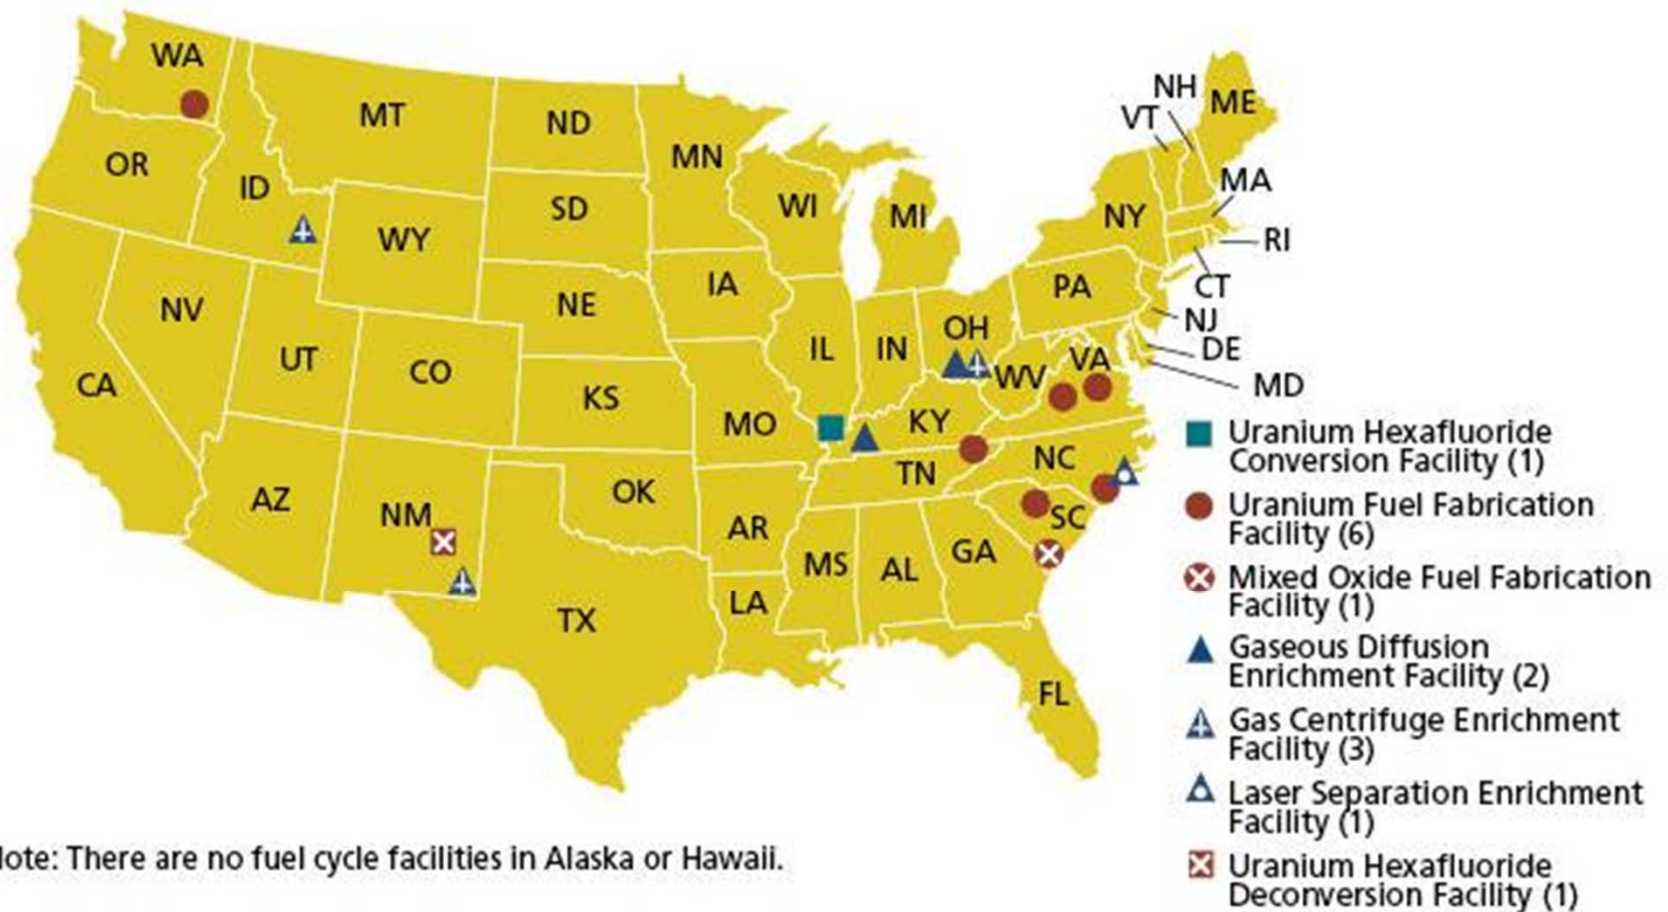 WA
MT
ND
MN
OR
ID
SD
WI
MI
WY
NH
VT
ME
MA
NY
RI
CT
NJ
DE
MD
PA
IA
NE
NV
UT
CO
CA
IL
IN
OH
WV
VA
KS
MO
KY
NC
TN
SC
AZ
NM
OK
AR
MS
AL
GA
LA
TX
FL
Uranium Hexafluoride
Conversion Facility (1)
Uranium Fuel Fabrication
Facility (6)
Mixed Oxide Fuel Fabrication
Facility (1)
Gaseous Diffusion
Enrichment Facility (2)
Gas Centrifuge Enrichment
Facility (3)
Laser Separation Enrichment
Facility (1)
Uranium Hexafluoride
Deconversion Facility (1)
lote: There are no fuel cycle facilities in Alaska or Hawaii.